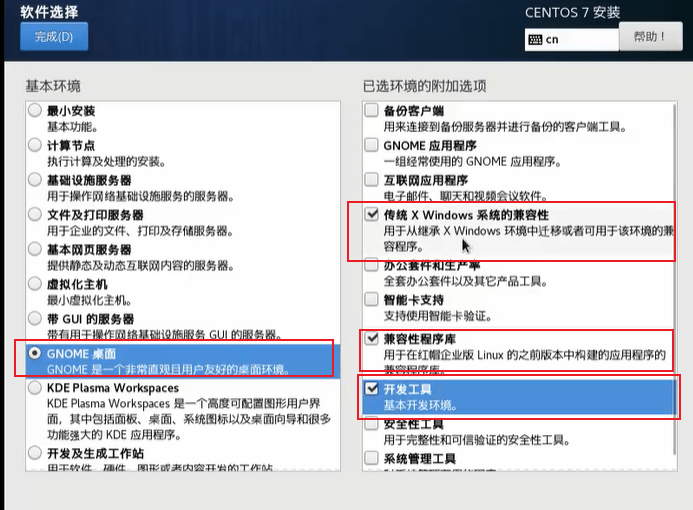 软件选择
完成(D)
CENTOS 7 安装
cn
帮助！
基本环境
最小安装
基本功能。
计算节点
执行计算及处理的安装。
基础设施服务器
用于操作网络基础设施服务的服务器。
文件及打印服务器
用于企业的文件、打印及存储服务器。
基本网页服务器
提供静态及动态互联网内容的服务器。
虚拟化主机
最小虚拟化主机。
带 GUI 的服务器
带有用于操作网络基础设施服务 GUI 的服务器。
GNOME 桌面
GNOME 是一个非常直观且用户友好的桌面环境。
KDE Plasma Workspaces
KDE Plasma Workspaces 是一个高度可配置图形用户界
面，其中包括面板、桌面、系统图标以及桌面向导和很多
功能强大的 KDE 应用程序。
开发及生成工作站
用于软件、硬件、图形或者内容开发的工作站。
已选环境的附加选项
备份客户端
用来连接到备份服务器并进行备份的客户端工具。
GNOME 应用程序
一组经常使用的 GNOME 应用程序。
互联网应用程序
电子邮件、聊天和视频会议软件。
传统 X Windows 系统的兼容性
用于从继承 X Windows 环境中迁移或者可用于该环境的兼
容程序。
办公套件和生产率
全套办公套件以及其它产品工具。
智能卡支持
支持使用智能卡验证。
兼容性程序库
用于在红帽企业版 Linux 的之前版本中构建的应用程序的
兼容程序库。
开发工具
基本开发环境。
安全性工具
用于完整性和可信验证的安全性工具。
系统管理工具